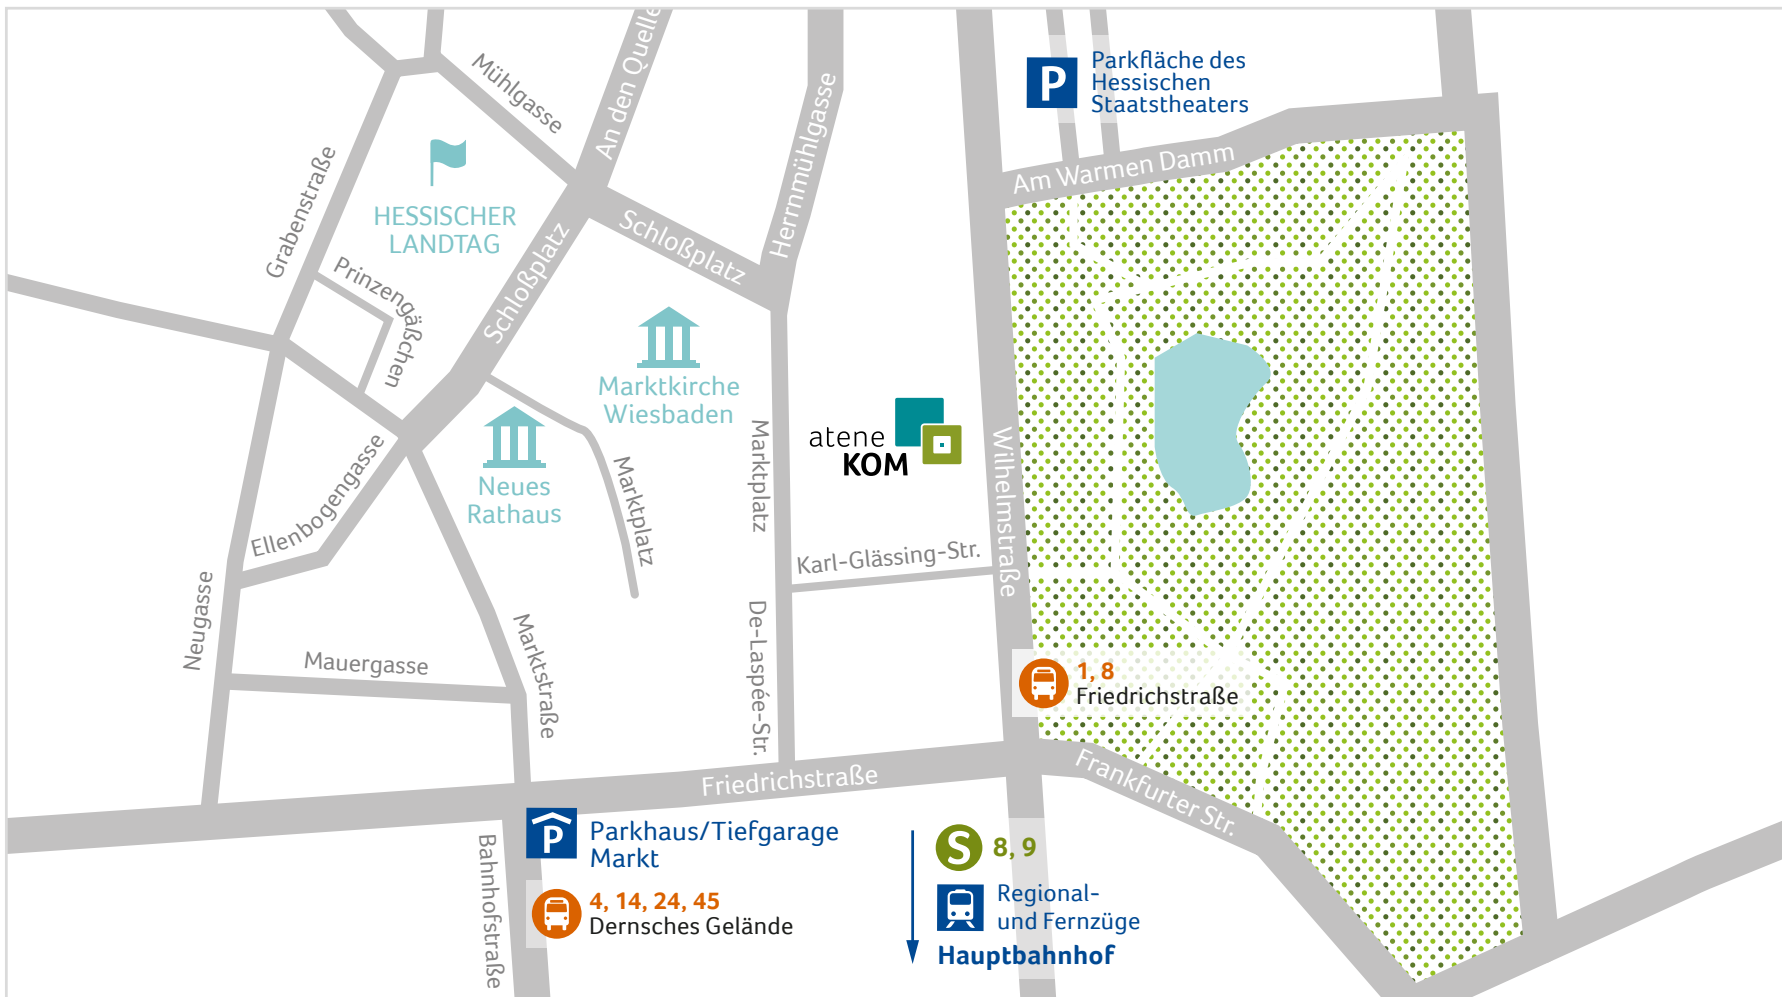 Mühlgasse
An den Quelle
Herrnmühlgasse
P
Parkfläche des
Hessischen
Staatstheaters
Am Warmen Damm
Grabenstraße
HESSISCHER
LANDTAG
Prinzengäßchen
Schloßplatz
Schloßplatz
Marktkirche
Wiesbaden
Neues
Rathaus
Marktplatz
Marktplatz
atene
KOM
Wilhelmstraße
Karl-Glässing-Str.
Ellenbogengasse
Neugasse
Mauergasse
Marktstraße
De-Laspée-Str.
1, 8
Friedrichstraße
Friedrichstraße
Frankfurter Str.
P
Parkhaus/Tiefgarage
Markt
Bahnhofstraße
4, 14, 24, 45
Dernsches Gelände
S
8, 9
Regional-
und Fernzüge
Hauptbahnhof